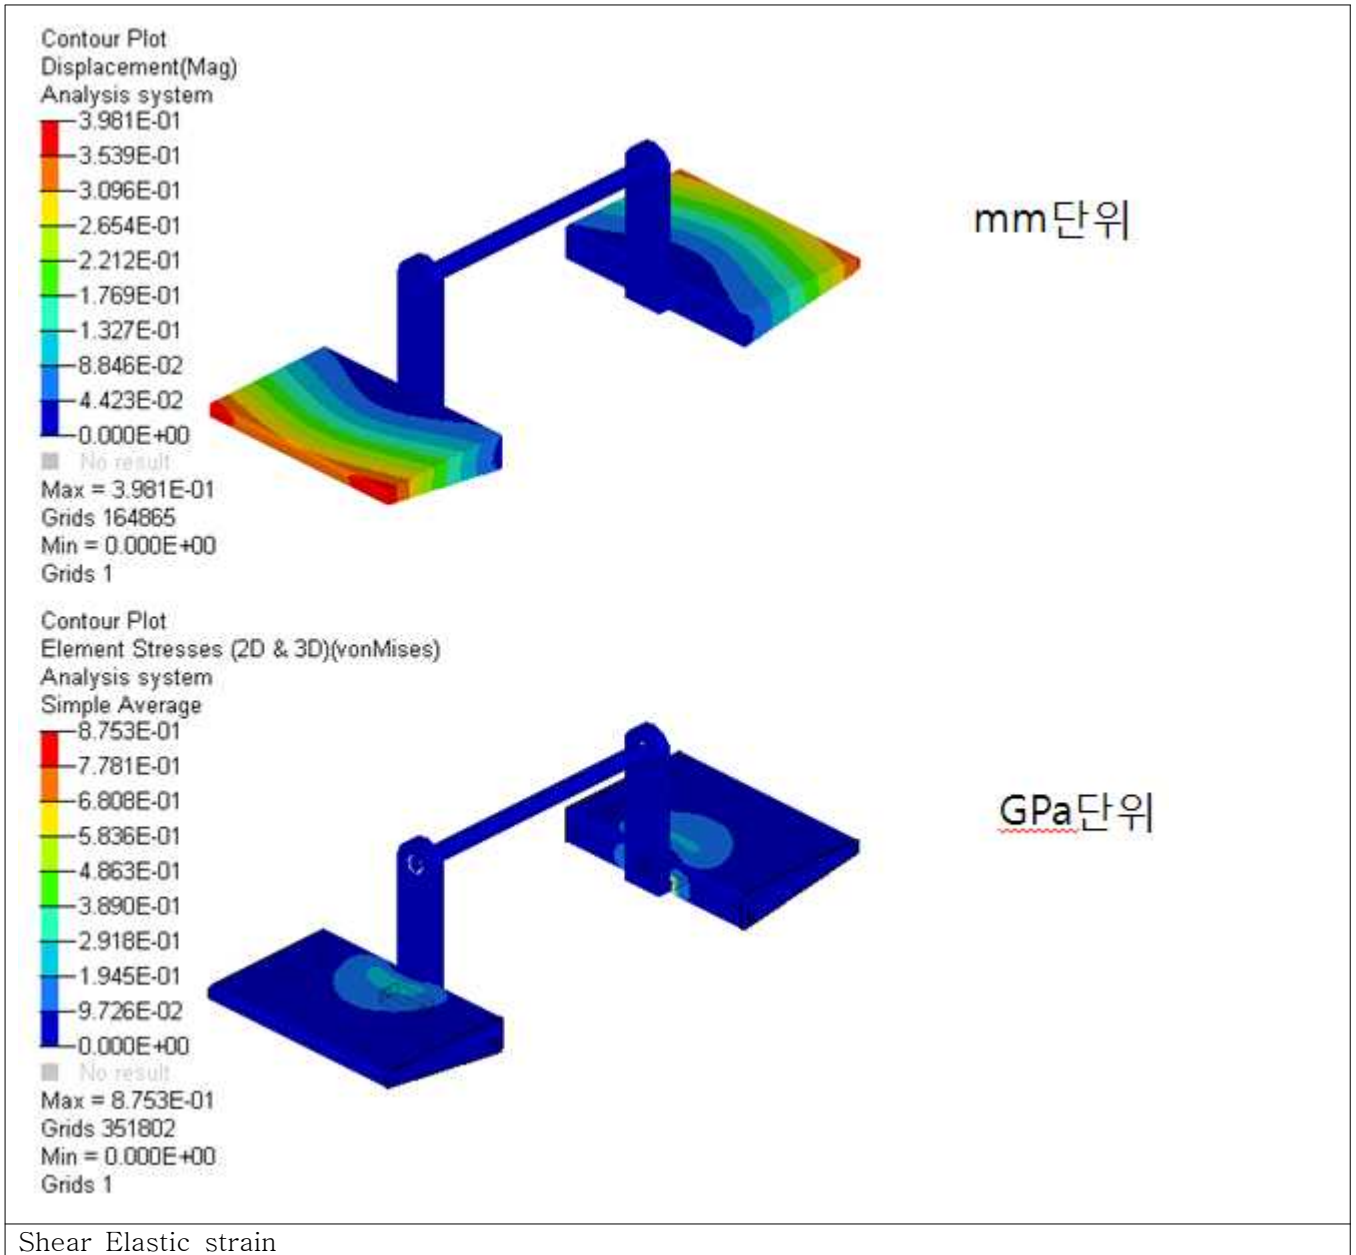 Contour Plot
Displacement(Mag)
Analysis system
3.981E-01
3.539E-01
3.096E-01
2.654E-01
2.212E-01
1.769E-01
1.327E-01
8.846E-02
4.423E-02
0.000E+00
No result
Max = 3.981E-01
Grids 164865
Min = 0.000E+00
Grids 1
mm단위
Contour Plot
Element Stresses (2D & 3D)(vonMises)
Analysis system
Simple Average
8.753E-01
7.781E-01
6.808E-01
5.836E-01
4.863E-01
3.890E-01
2.918E-01
1.945E-01
9.726E-02
0.000E+00
No result
Max = 8.753E-01
Grids 351802
Min = 0.000E+00
Grids 1
GPa단위
Shear Elastic strain